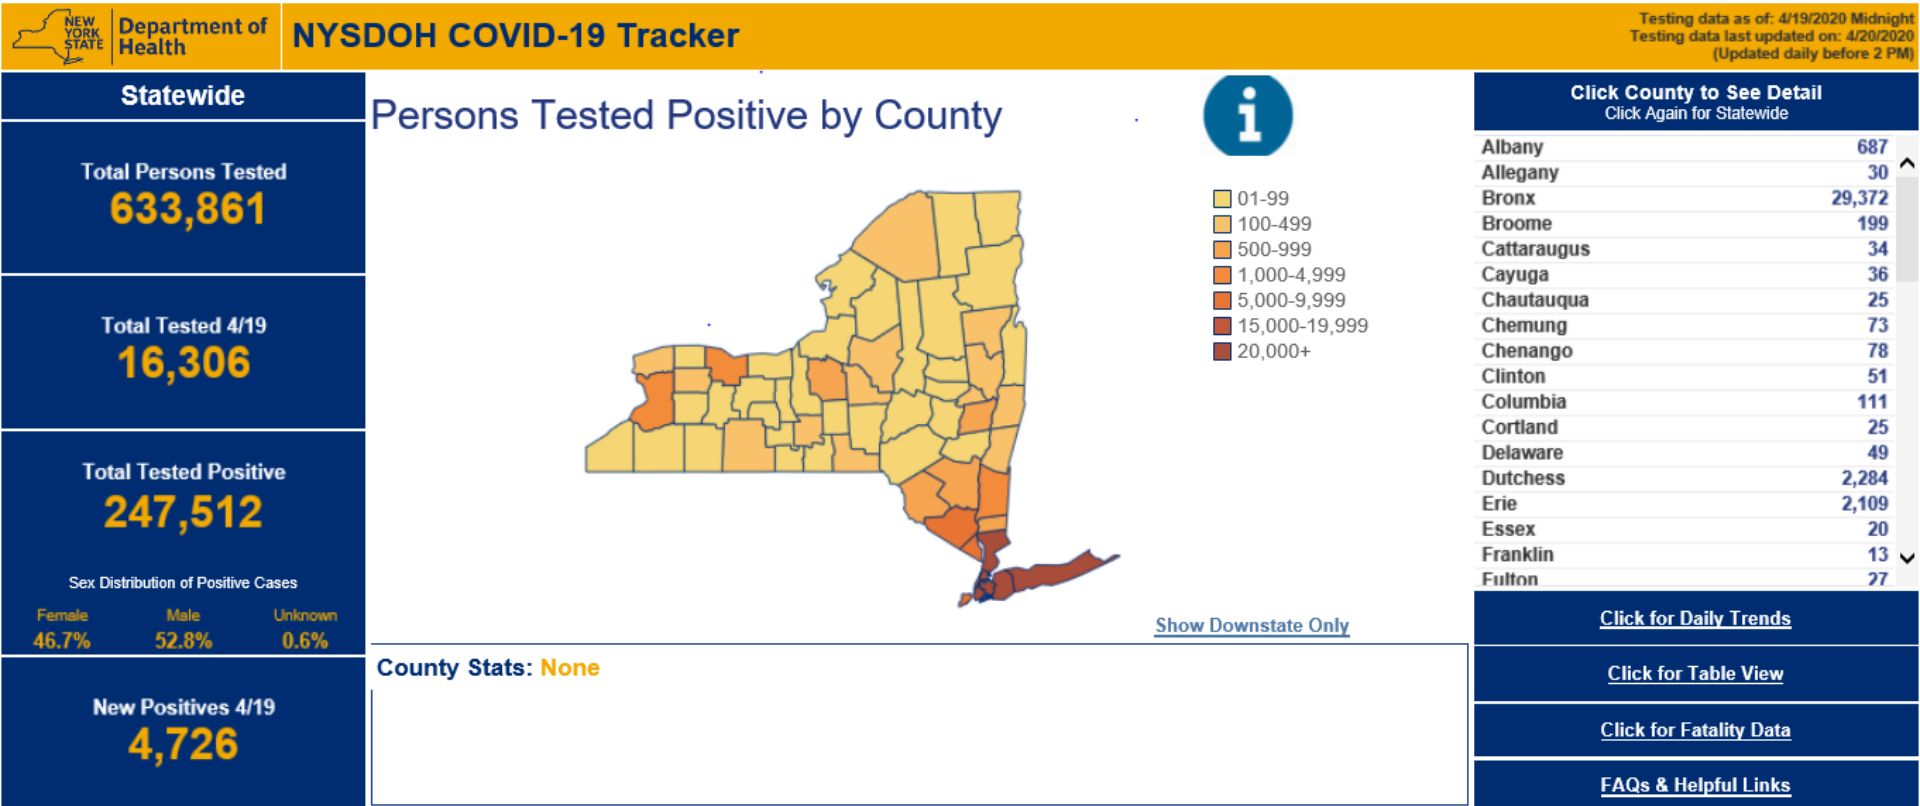 NEW
YORK
STATE
Department of
Health
NYSDOH COVID-19 Tracker
Testing data as of: 4/19/2020 Midnight
Testing data last updated on: 4/20/2020
(Updated daily before 2 PM)
Statewide
Total Persons Tested
633,861
Total Tested 4/19
16,306
Total Tested Positive
247,512
Sex Distribution of Positive Cases
Female Male Unknown
46.7% 52.8% 0.6%
New Positives 4/19
4,726
Persons Tested Positive by County
i
01-99
100-499
500-999
1,000-4,999
5,000-9,999
15,000-19,999
20,000+
Show Downstate Only
County Stats: None
Click County to See Detail
Click Again for Statewide
Albany 687
Allegany 30
Bronx 29,372
Broome 199
Cattaraugus 34
Cayuga 36
Chautauqua 25
Chemung 73
Chenango 78
Clinton 51
Columbia 111
Cortland 25
Delaware 49
Dutchess 2,284
Erie 2,109
Essex 20
Franklin 13
Fulton 27
Click for Daily Trends
Click for Table View
Click for Fatality Data
FAQs & Helpful Links